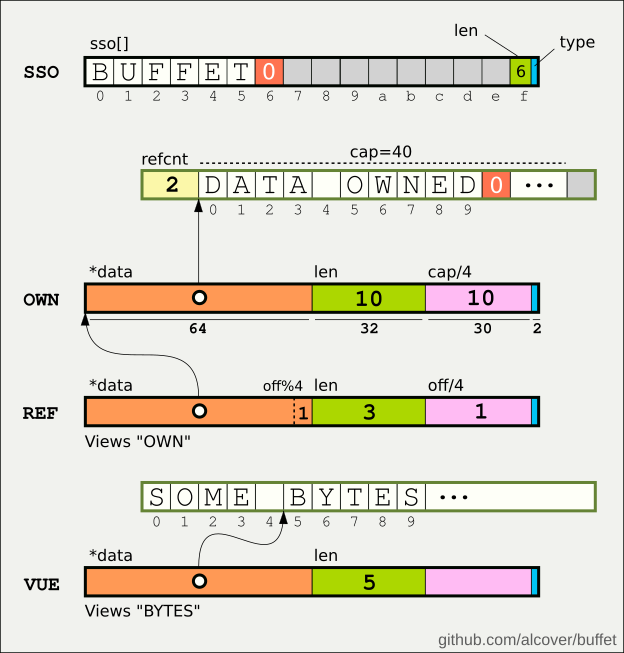 sso[] len type
SSO B U F F E T 0 6
0 1 2 3 4 5 6 7 8 9 a b c d e f
refcnt cap=40
2 D A T A O W N E D 0 •••
0 1 2 3 4 5 6 7 8 9
*data len cap/4
OWN 10 10
64 32 30 2
*data off%4 len off/4
REF 1 3 1
Views "OWN"
S O M E B Y T E S •••
0 1 2 3 4 5 6 7 8 9
*data len
VUE 5
Views "BYTES"
github.com/alcover/buffet